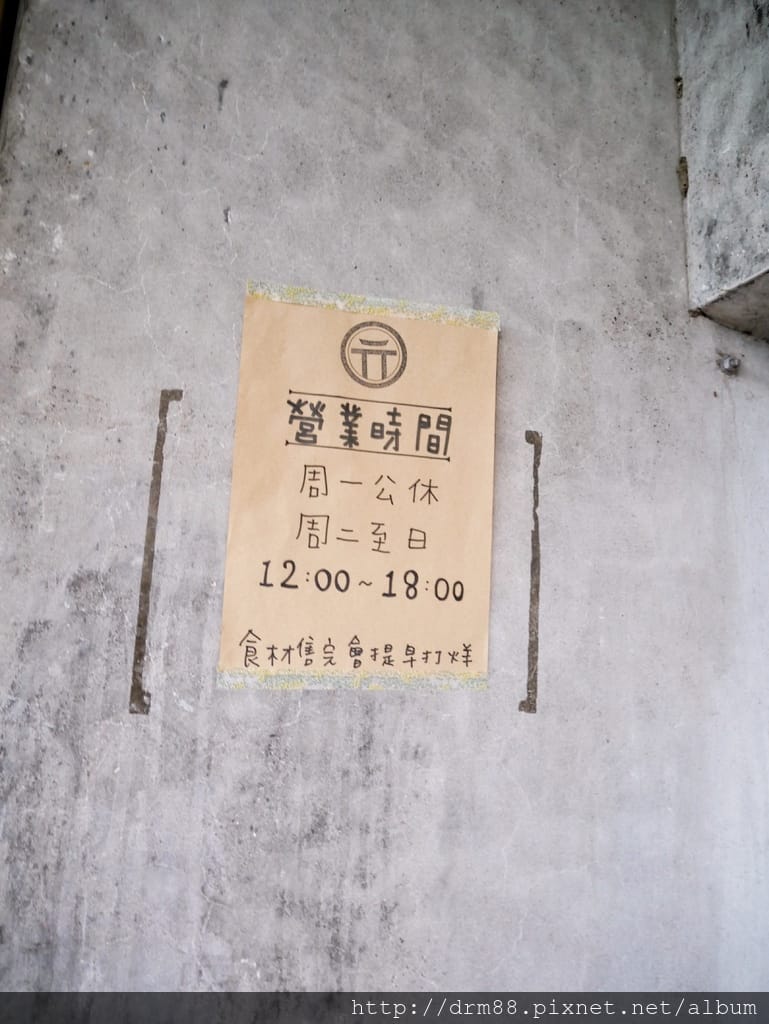 營業時間
周一公休
周二至日
12:00~18:00
食材售完會提早打烊
http://drm88.pixnet.net/album